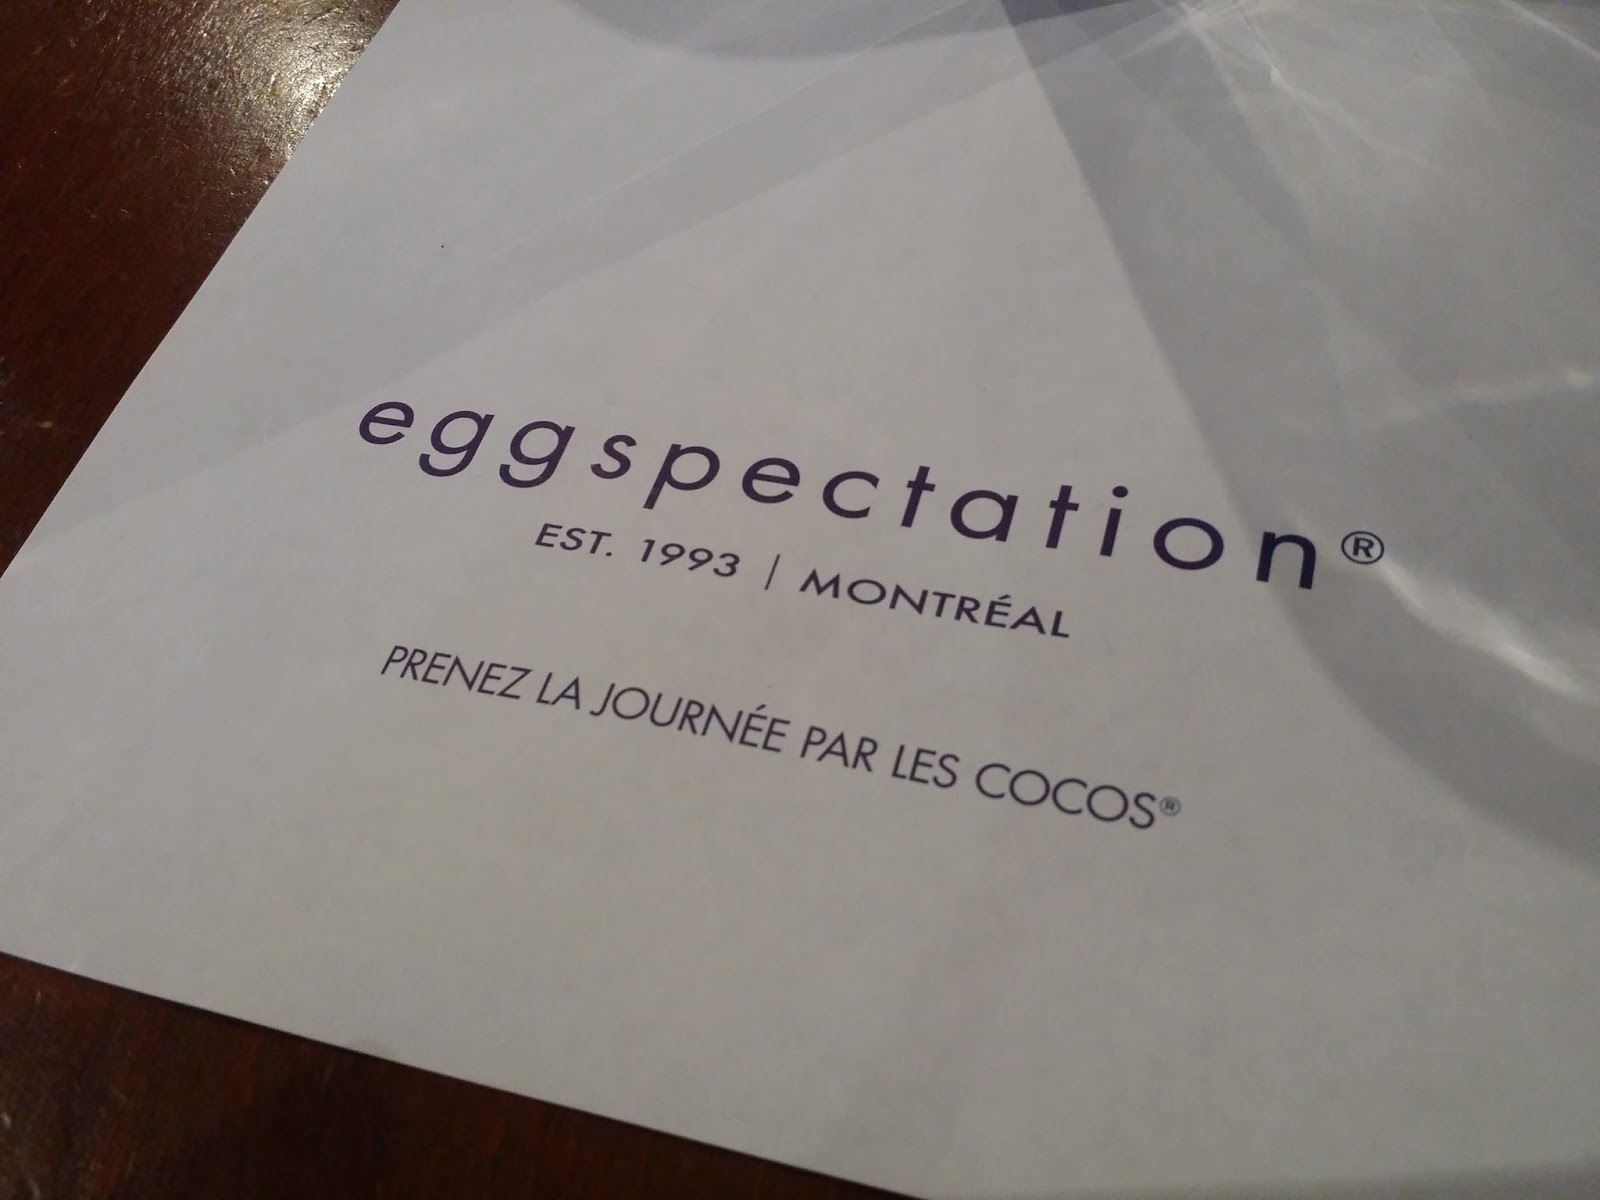 eggspectation®
EST. 1993 | MONTRÉAL
PRENEZ LA JOURNÉE PAR LES COCOS®